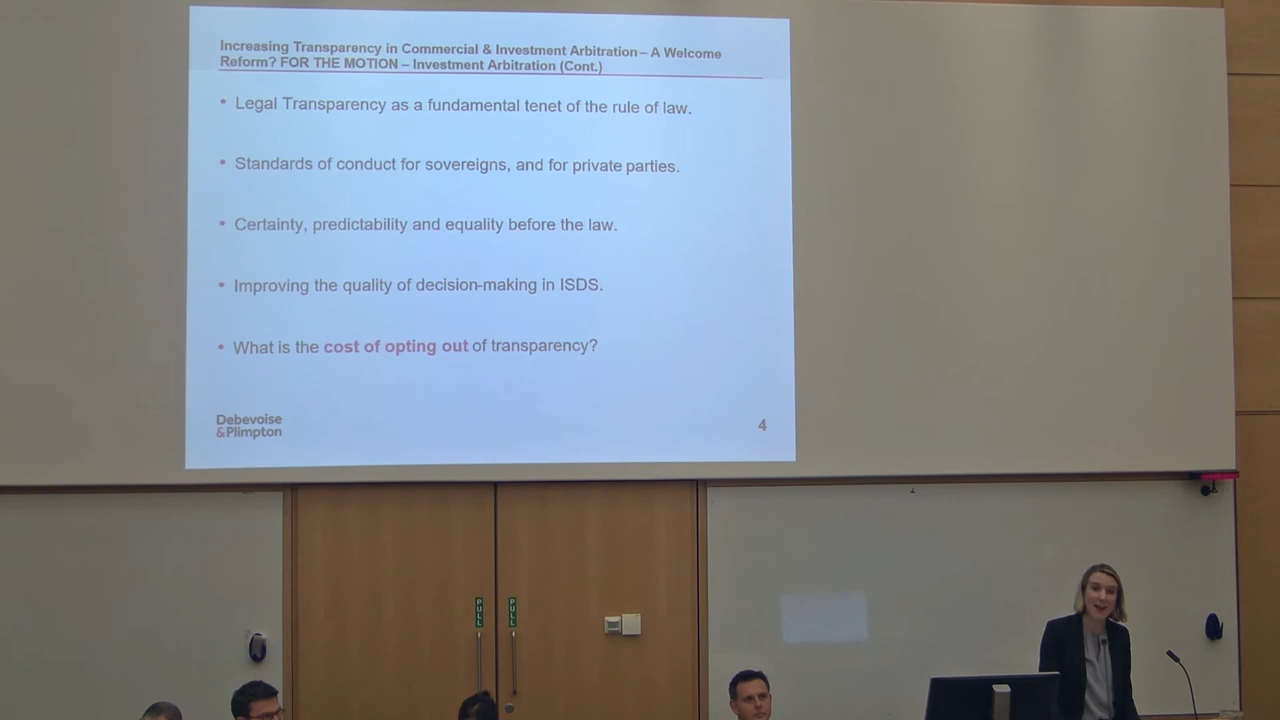 Increasing Transparency in Commercial & Investment Arbitration – A Welcome
Reform? FOR THE MOTION – Investment Arbitration (Cont.)
• Legal Transparency as a fundamental tenet of the rule of law.
• Standards of conduct for sovereigns, and for private parties.
• Certainty, predictability and equality before the law.
• Improving the quality of decision-making in ISDS.
• What is the cost of opting out of transparency?
Debevoise
&Plimpton
4
PULL
PULL